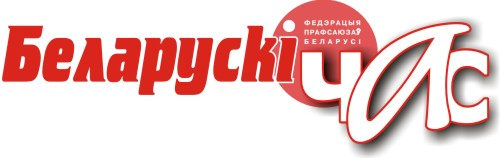 Беларускі час
ФЕДЭРАЦЫЯ
ПРАФСАЮЗАЎ
БЕЛАРУСІ